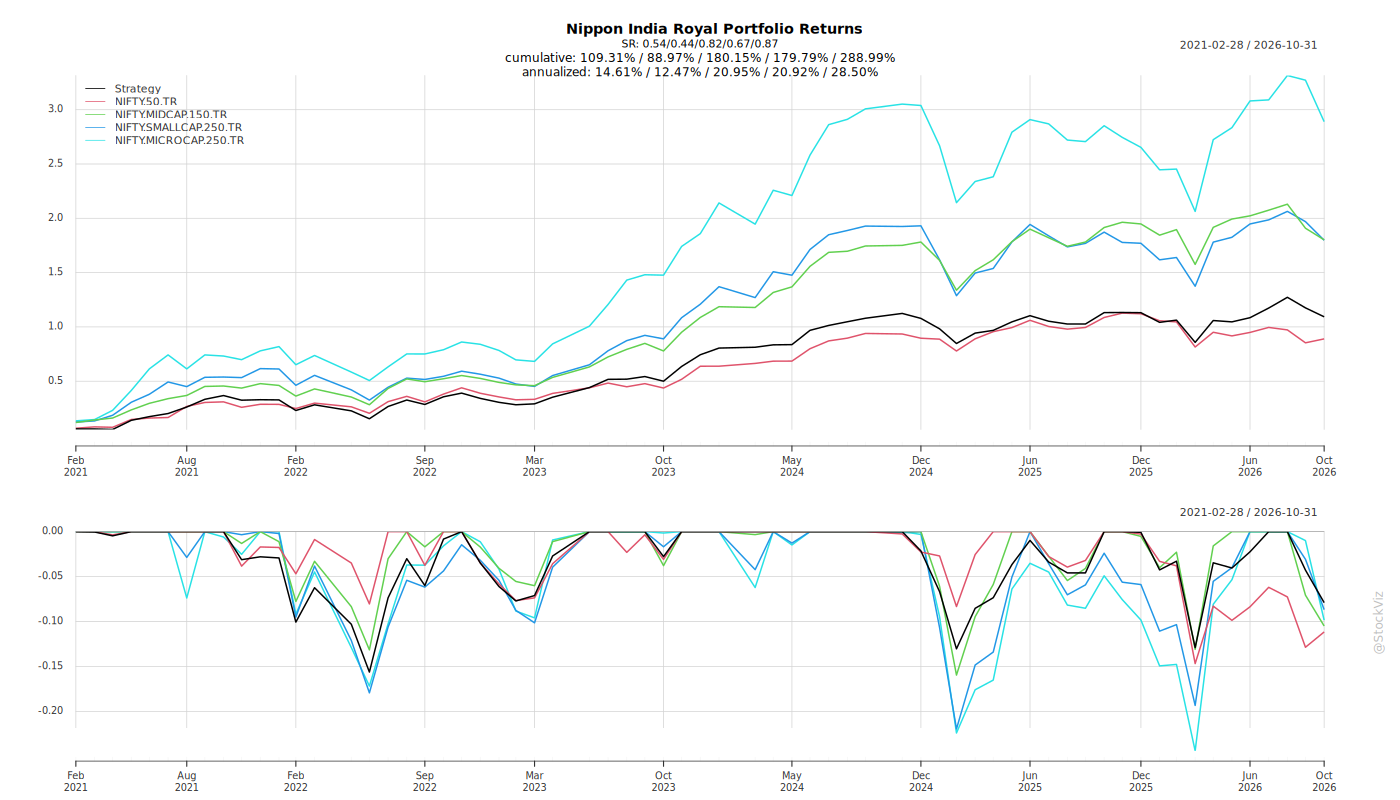 Nippon India Royal Portfolio Returns
SR: 0.54/0.44/0.82/0.67/0.87
cumulative: 109.31% / 88.97% / 180.15% / 179.79% / 288.99%
annualized: 14.61% / 12.47% / 20.95% / 20.92% / 28.50%
2021-02-28 / 2026-10-31
Strategy
NIFTY.50.TR
NIFTY.MIDCAP.150.TR
NIFTY.SMALLCAP.250.TR
NIFTY.MICROCAP.250.TR
3.0
2.5
2.0
1.5
1.0
0.5
Feb Aug Feb Sep Mar Oct May Dec Jun Dec Jun Oct
2021 2021 2022 2022 2023 2023 2024 2024 2025 2025 2026 2026
2021-02-28 / 2026-10-31
0.00
-0.05
-0.10
-0.15
-0.20
Feb Aug Feb Sep Mar Oct May Dec Jun Dec Jun Oct
2021 2021 2022 2022 2023 2023 2024 2024 2025 2025 2026 2026
@StockViz